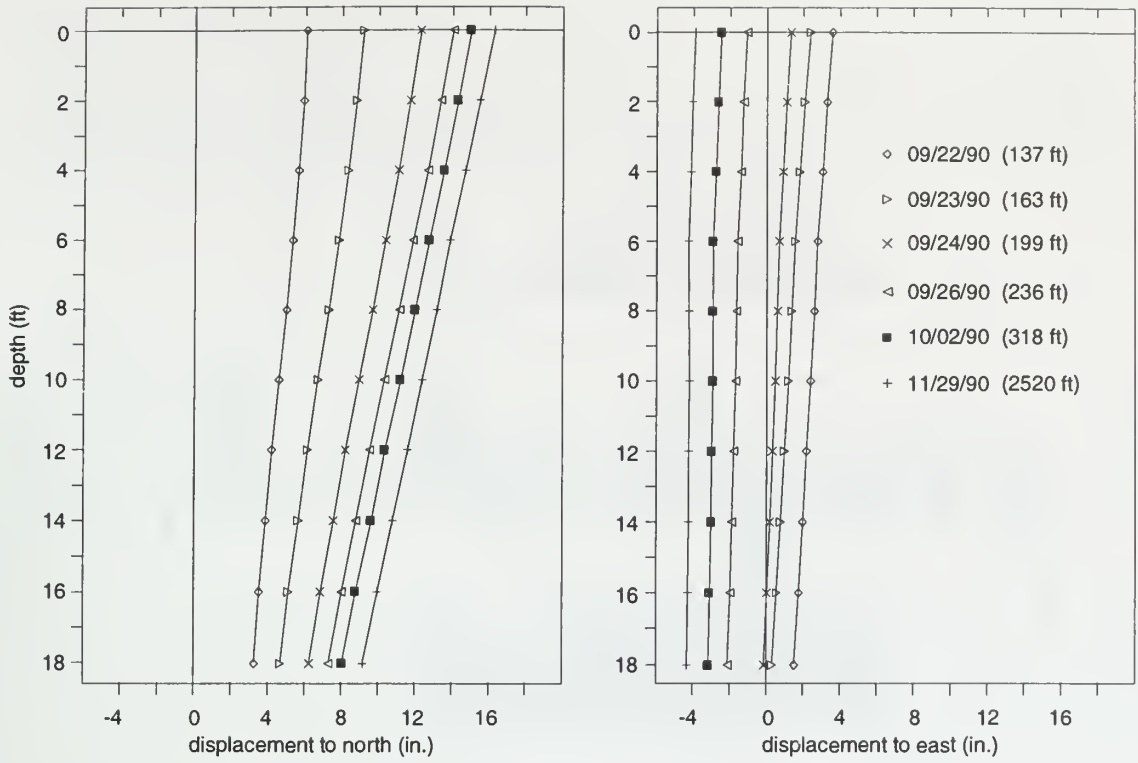 0
2
4
6
8
10
12
14
16
18
depth (ft)
-4 0 4 8 12 16
displacement to north (in.)
0
2
4
6
8
10
12
14
16
18
-4 0 4 8 12 16
displacement to east (in.)
09/22/90 (137 ft)
09/23/90 (163 ft)
09/24/90 (199 ft)
09/26/90 (236 ft)
10/02/90 (318 ft)
11/29/90 (2520 ft)